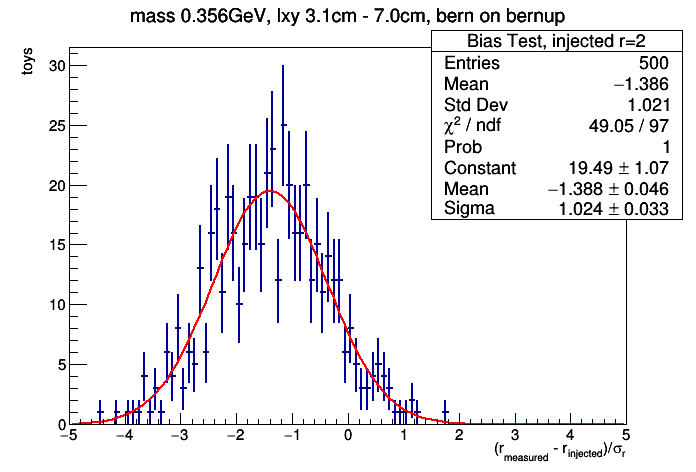 mass 0.356GeV, lxy 3.1cm - 7.0cm, bern on bernup
toys
Bias Test, injected r=2
Entries 500
Mean −1.386
Std Dev 1.021
χ² / ndf 49.05 / 97
Prob 1
Constant 19.49 ± 1.07
Mean −1.388 ± 0.046
Sigma 1.024 ± 0.033
30
25
20
15
10
5
0
−5 −4 −3 −2 −1 0 1 2 3 4 5
(r_measured - r_injected)/σ_r